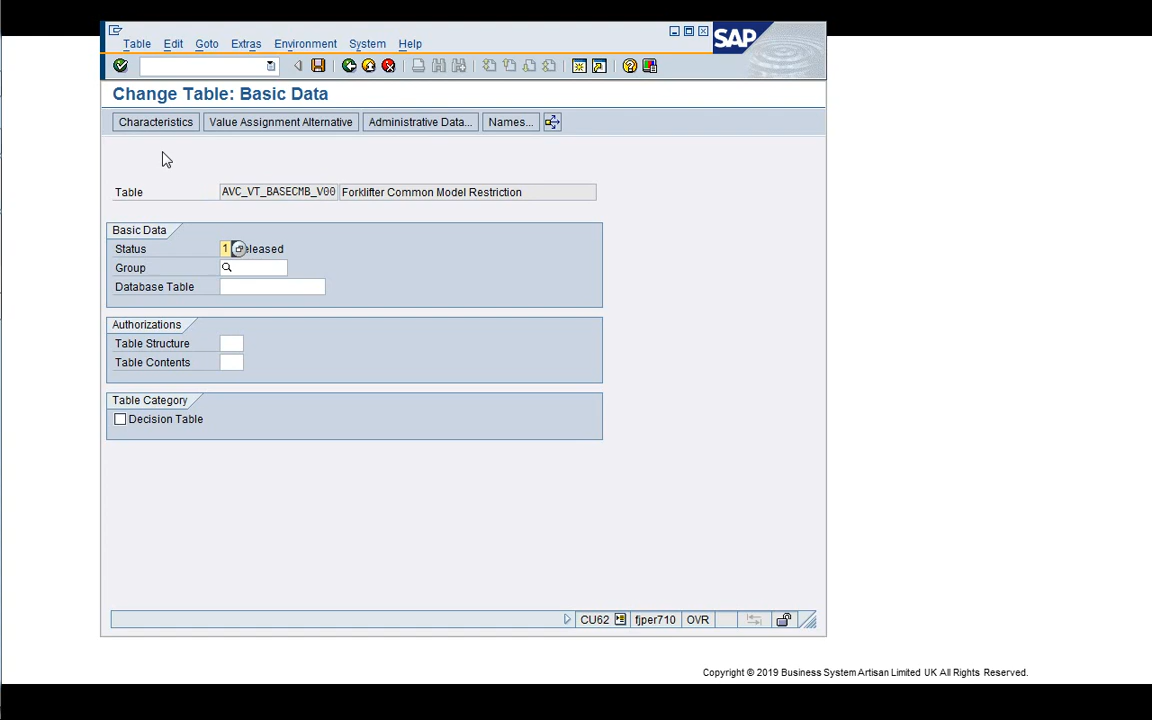 SAP
Table Edit Goto Extras Environment System Help
Change Table: Basic Data
Characteristics Value Assignment Alternative Administrative Data... Names...
Table AVC_VT_BASECMB_V00 Forklifter Common Model Restriction
Basic Data
Status 1 eleased
Group
Database Table
Authorizations
Table Structure
Table Contents
Table Category
Decision Table
CU62 fjper710 OVR
Copyright © 2019 Business System Artisan Limited UK All Rights Reserved.